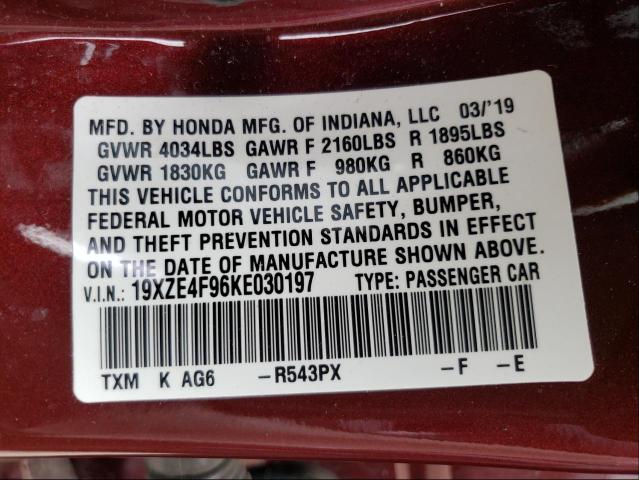 MFD. BY HONDA MFG. OF INDIANA, LLC 03/'19
GVWR 4034LBS GAWR F 2160LBS R 1895LBS
GVWR 1830KG GAWR F 980KG R 860KG
THIS VEHICLE CONFORMS TO ALL APPLICABLE
FEDERAL MOTOR VEHICLE SAFETY, BUMPER,
AND THEFT PREVENTION STANDARDS IN EFFECT
ON THE DATE OF MANUFACTURE SHOWN ABOVE.
V.I.N.: 19XZE4F96KE030197 TYPE: PASSENGER CAR
TXM K AG6 -R543PX -F -E